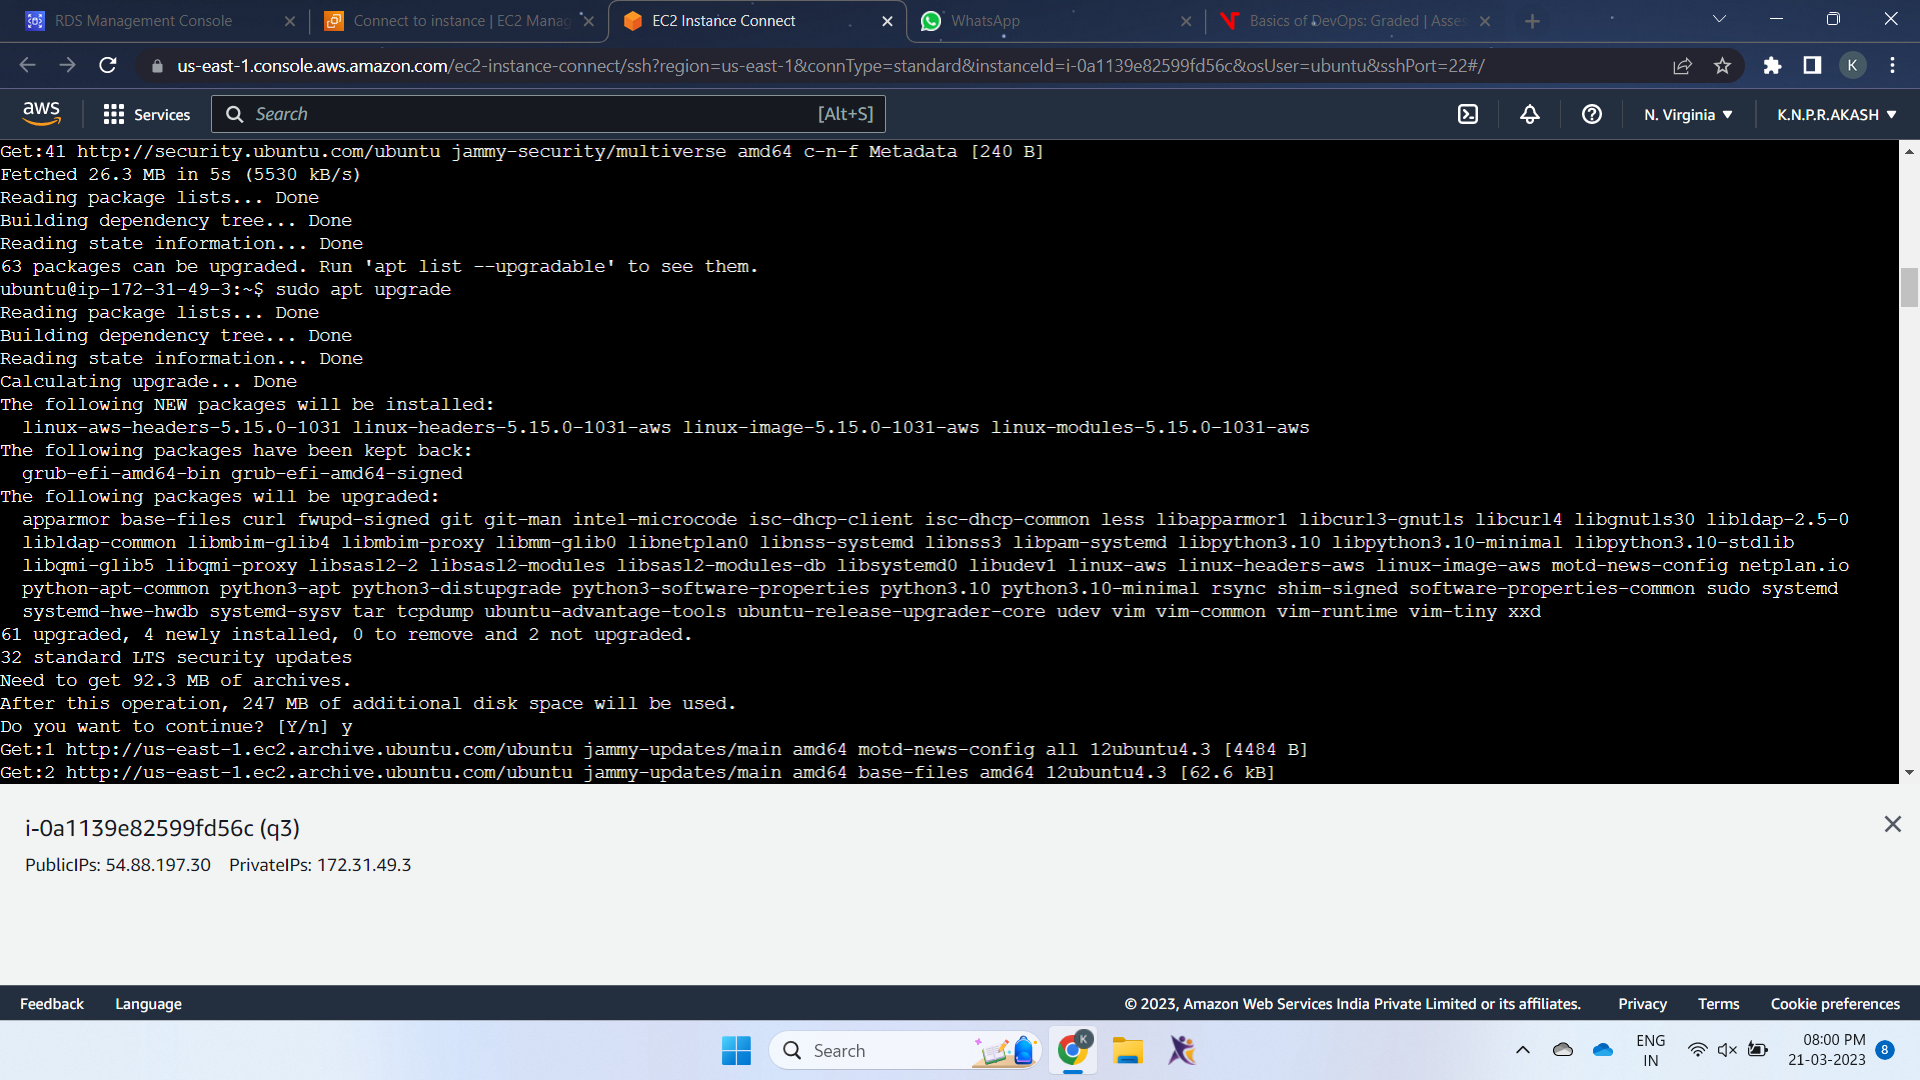 RDS Management Console
Connect to instance | EC2 Manag
EC2 Instance Connect
WhatsApp
Basics of DevOps: Graded | Asses
us-east-1.console.aws.amazon.com/ec2-instance-connect/ssh?region=us-east-1&connType=standard&instanceId=i-0a1139e82599fd56c&osUser=ubuntu&sshPort=22#/
K
aws
Services
Search
[Alt+S]
N. Virginia
K.N.P.R.AKASH
Get:41 http://security.ubuntu.com/ubuntu jammy-security/multiverse amd64 c-n-f Metadata [240 B]
Fetched 26.3 MB in 5s (5530 kB/s)
Reading package lists... Done
Building dependency tree... Done
Reading state information... Done
63 packages can be upgraded. Run 'apt list --upgradable' to see them.
ubuntu@ip-172-31-49-3:~$ sudo apt upgrade
Reading package lists... Done
Building dependency tree... Done
Reading state information... Done
Calculating upgrade... Done
The following NEW packages will be installed:
linux-aws-headers-5.15.0-1031 linux-headers-5.15.0-1031-aws linux-image-5.15.0-1031-aws linux-modules-5.15.0-1031-aws
The following packages have been kept back:
grub-efi-amd64-bin grub-efi-amd64-signed
The following packages will be upgraded:
apparmor base-files curl fwupd-signed git git-man intel-microcode isc-dhcp-client isc-dhcp-common less libapparmor1 libcurl3-gnutls libcurl4 libgnutls30 libldap-2.5-0
libldap-common libmbim-glib4 libmbim-proxy libmm-glib0 libnetplan0 libnss-systemd libnss3 libpam-systemd libpython3.10 libpython3.10-minimal libpython3.10-stdlib
libqmi-glib5 libqmi-proxy libsasl2-2 libsasl2-modules libsasl2-modules-db libsystemd0 libudev1 linux-aws linux-headers-aws linux-image-aws motd-news-config netplan.io
python-apt-common python3-apt python3-distupgrade python3-software-properties python3.10 python3.10-minimal rsync shim-signed software-properties-common sudo systemd
systemd-hwe-hwdb systemd-sysv tar tcpdump ubuntu-advantage-tools ubuntu-release-upgrader-core udev vim vim-common vim-runtime vim-tiny xxd
61 upgraded, 4 newly installed, 0 to remove and 2 not upgraded.
32 standard LTS security updates
Need to get 92.3 MB of archives.
After this operation, 247 MB of additional disk space will be used.
Do you want to continue? [Y/n] y
Get:1 http://us-east-1.ec2.archive.ubuntu.com/ubuntu jammy-updates/main amd64 motd-news-config all 12ubuntu4.3 [4484 B]
Get:2 http://us-east-1.ec2.archive.ubuntu.com/ubuntu jammy-updates/main amd64 base-files amd64 12ubuntu4.3 [62.6 kB]
i-0a1139e82599fd56c (q3)
PublicIPs: 54.88.197.30 PrivateIPs: 172.31.49.3
Feedback
Language
© 2023, Amazon Web Services India Private Limited or its affiliates.
Privacy
Terms
Cookie preferences
Search
K
ENG
IN
08:00 PM
21-03-2023
8